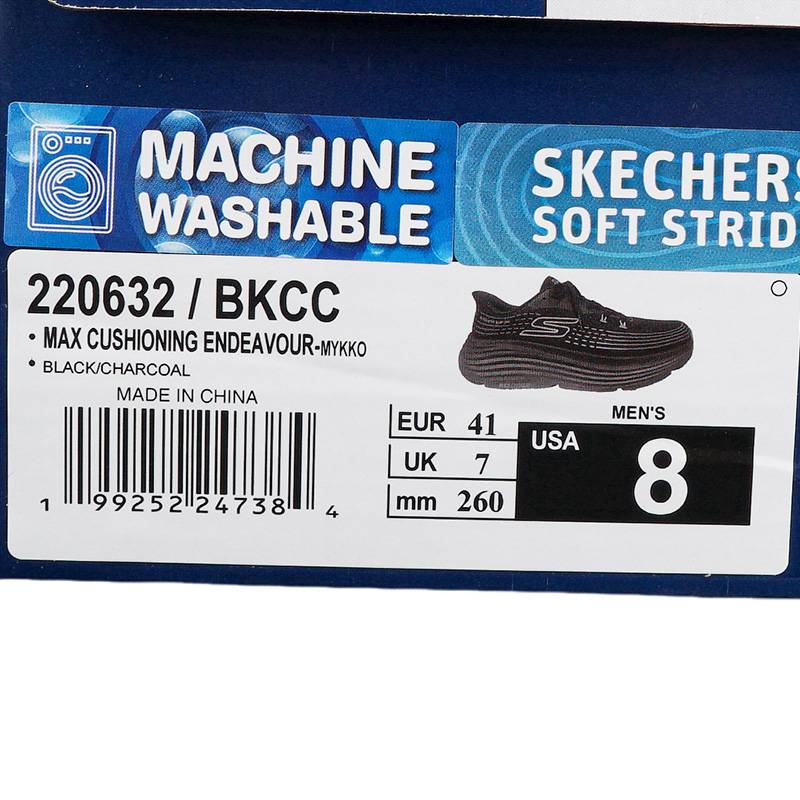 MACHINE
WASHABLE
SKECHERS
SOFT STRID
220632 / BKCC
• MAX CUSHIONING ENDEAVOUR-MYKKO
• BLACK/CHARCOAL
MADE IN CHINA
1 99252 24738 4
MEN'S
EUR 41
UK 7
mm 260
USA 8